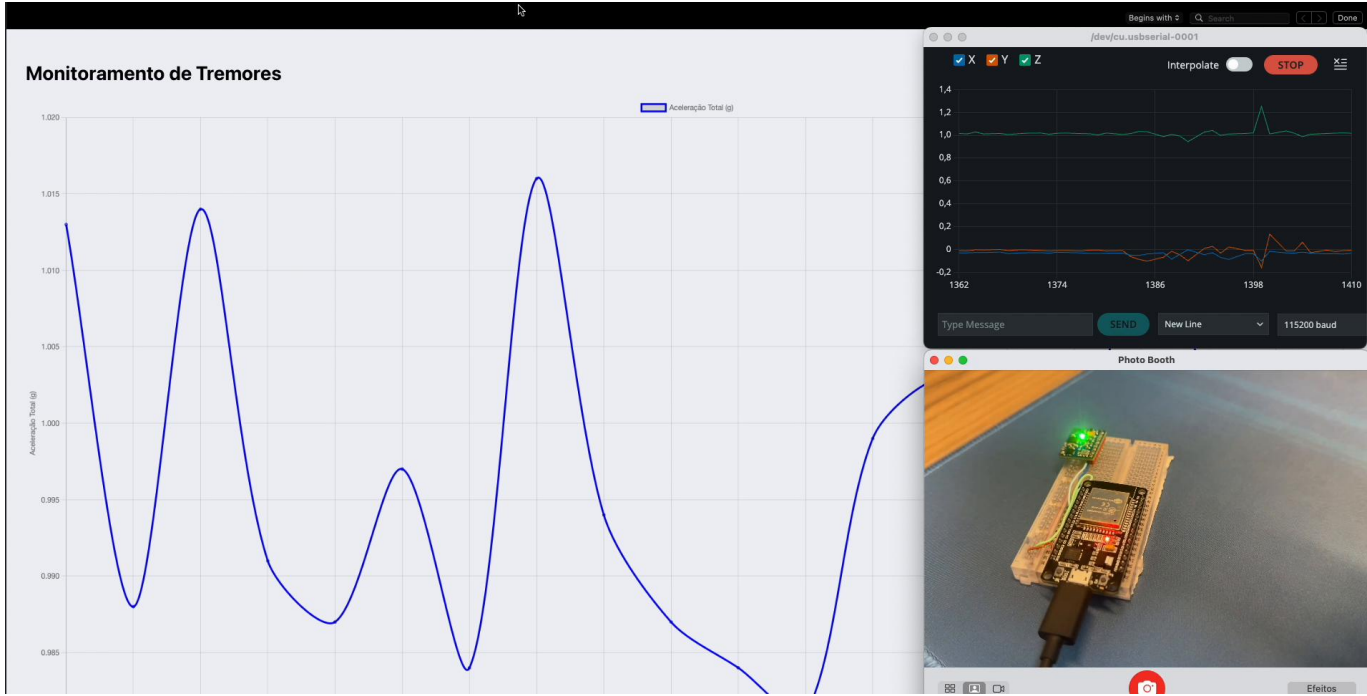 Begins with
Search
Done
Monitoramento de Tremores
Aceleração Total (g)
1.020
1.015
1.010
1.005
1.000
0.995
0.990
0.985
Aceleração Total (g)
/dev/cu.usbserial-0001
X Y Z
Interpolate
STOP
1,4
1,2
1,0
0,8
0,6
0,4
0,2
0
-0,2
1362 1374 1386 1398 1410
Type Message
SEND
New Line
115200 baud
Photo Booth
Efeitos